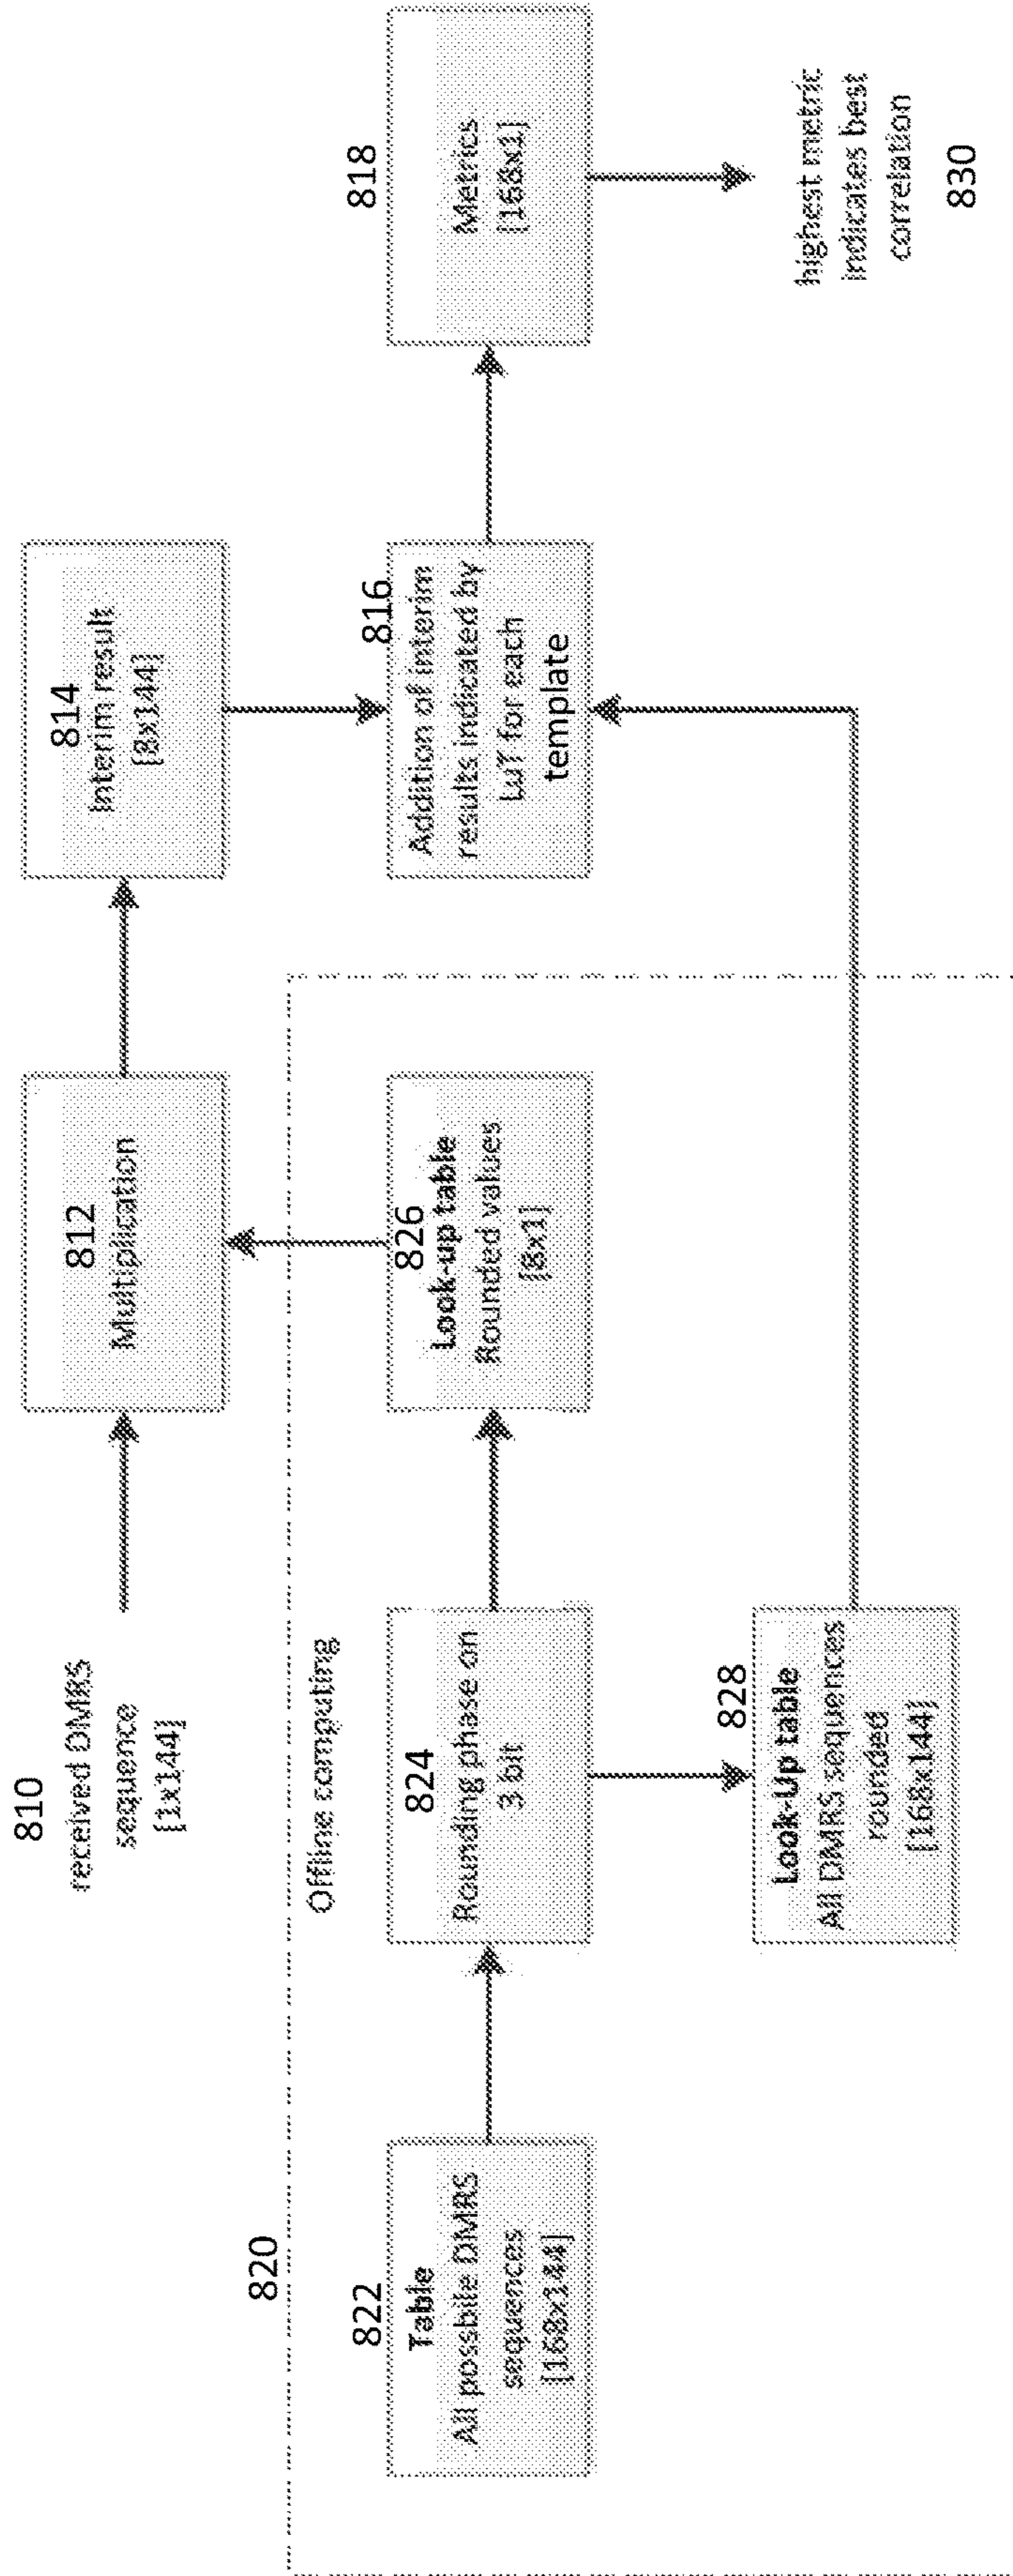 810
received DMRS
sequence
[1x144]
812
Multiplication
814
Interim result
[8x144]
820
Offline computing
822
Table
All possbile DMRS
sequences
[168x144]
824
Rounding phase on
3 bit
826
Look-up table
Rounded values
[8x1]
816
Addition of interim
results indicated by
LuT for each
template
818
Metrics
[168x1]
828
Look-Up table
All DMRS sequences
rounded
[168x144]
highest metric
indicates best
correlation
830